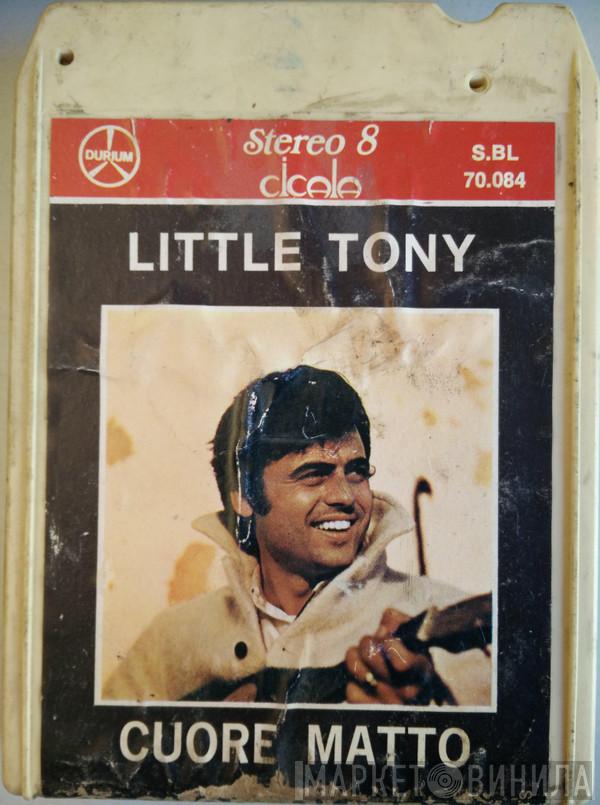 DURIUM
Stereo 8
cicala
S.BL
70.084
LITTLE TONY
CUORE MATTO
МАРКЕТ ВИНИЛА